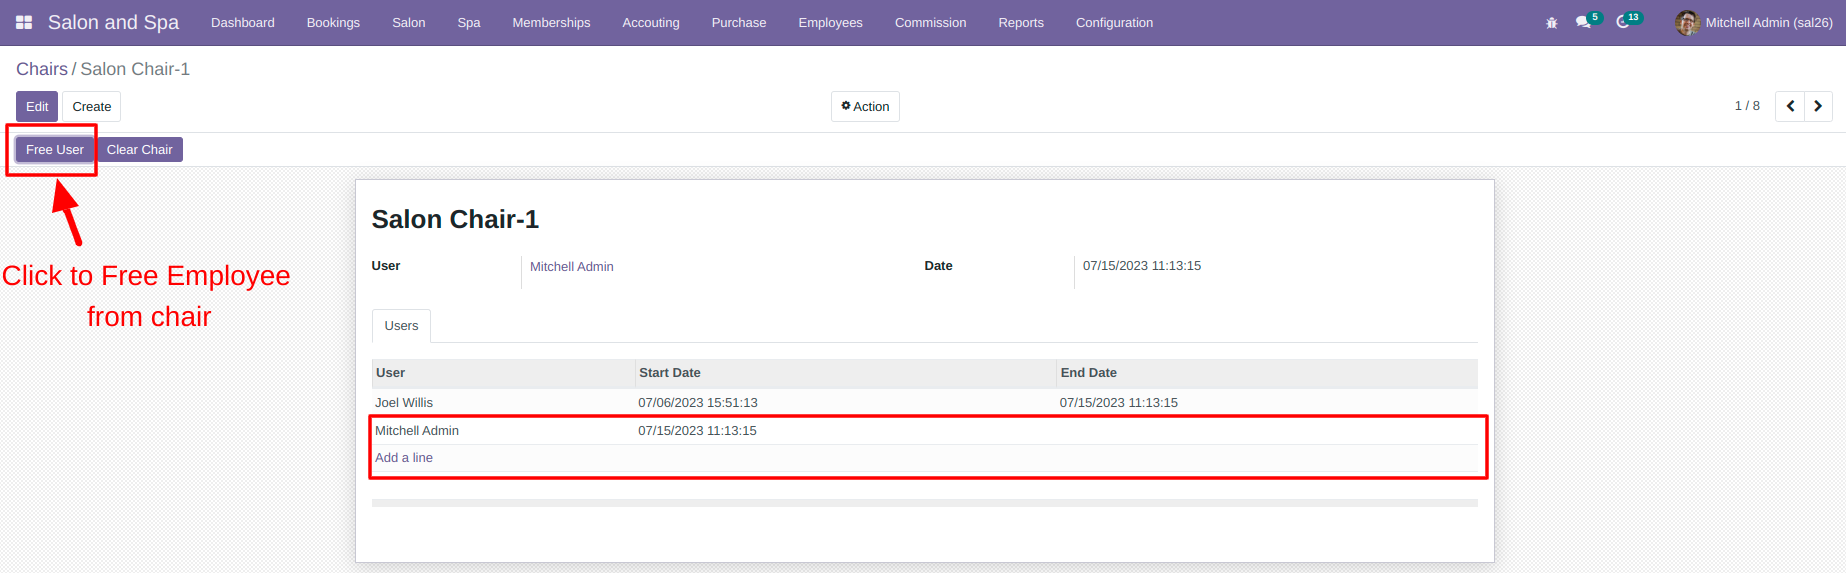 Salon and Spa Dashboard Bookings Salon Spa Memberships Accouting Purchase Employees Commission Reports Configuration 5 13 Mitchell Admin (sal26)
Chairs / Salon Chair-1
Edit Create Action 1 / 8
Free User Clear Chair
Click to Free Employee
from chair
Salon Chair-1
User Mitchell Admin Date 07/15/2023 11:13:15
Users
User Start Date End Date
Joel Willis 07/06/2023 15:51:13 07/15/2023 11:13:15
Mitchell Admin 07/15/2023 11:13:15
Add a line